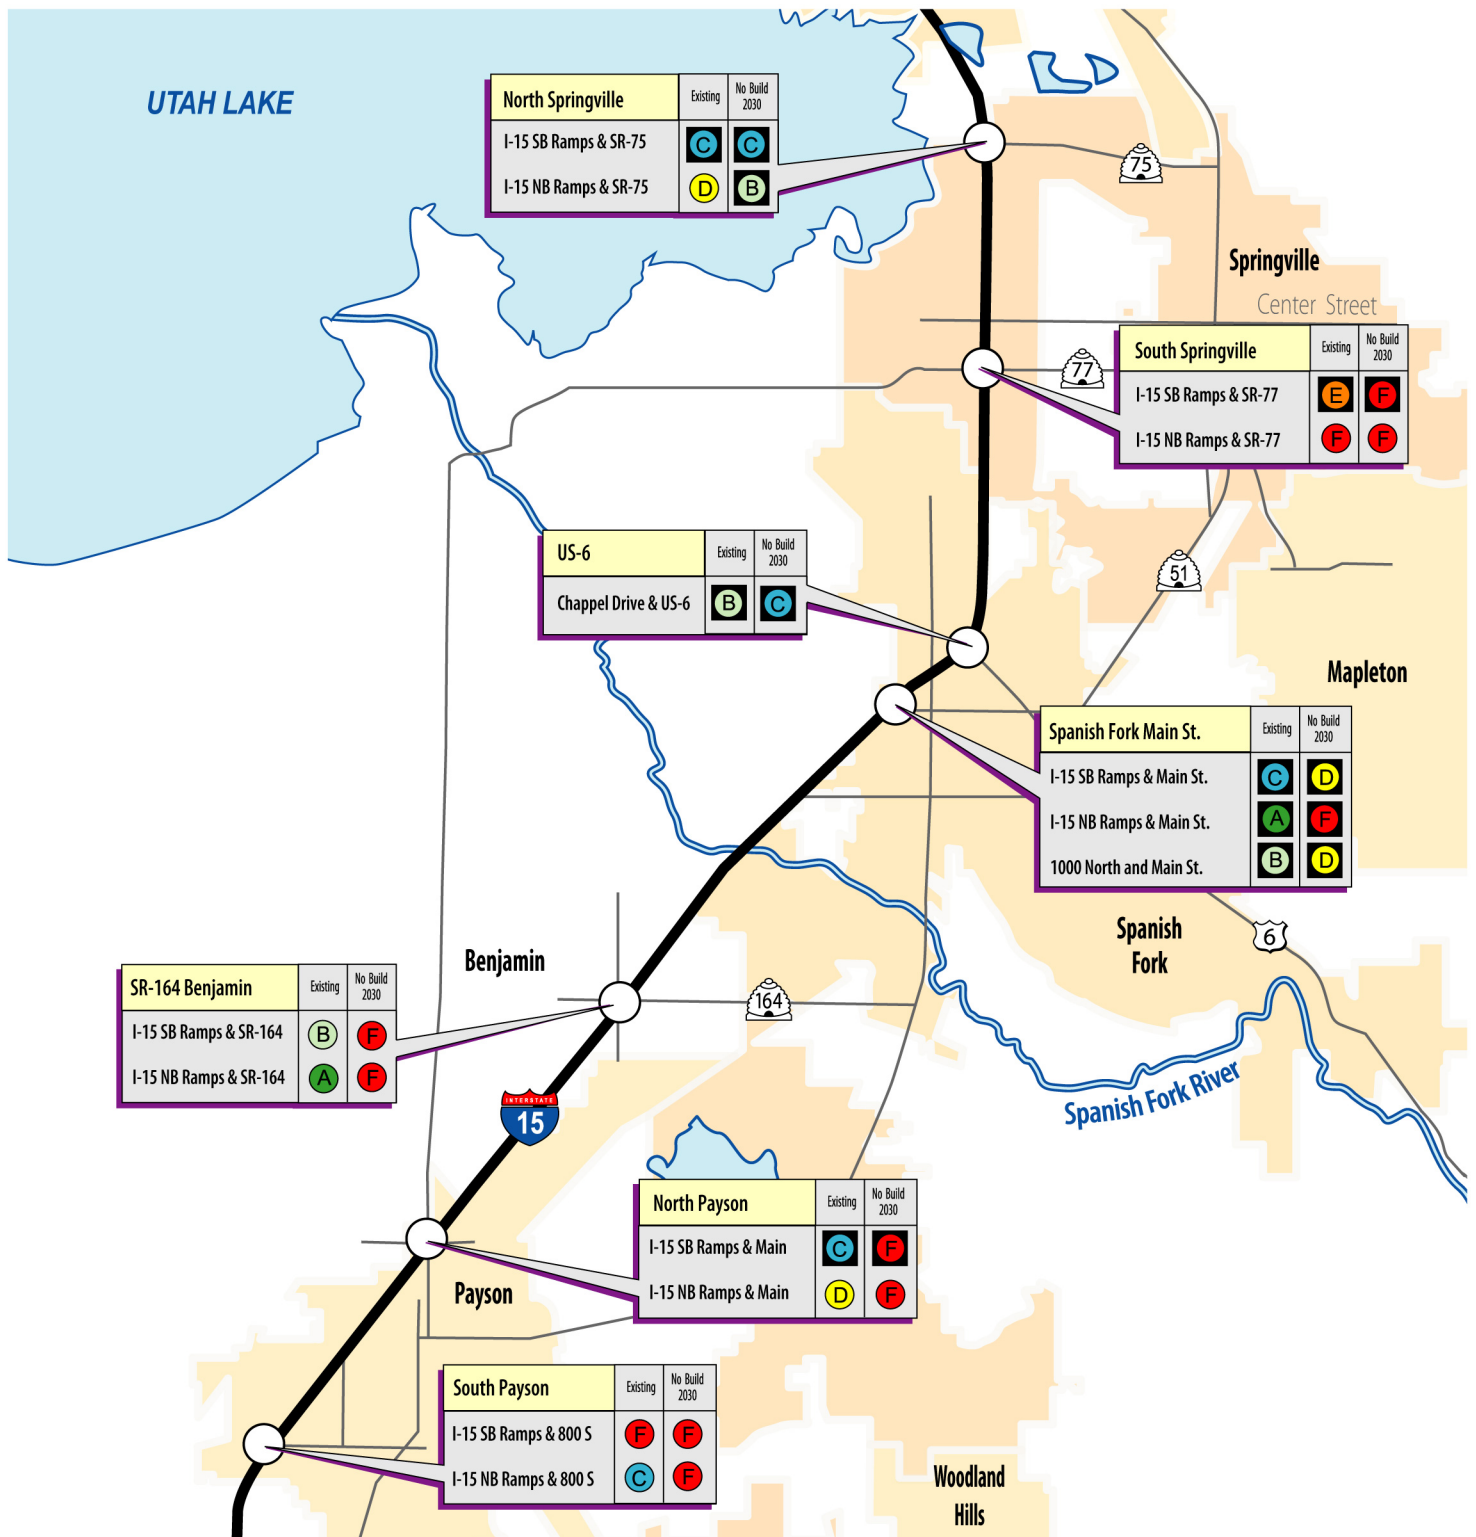 UTAH LAKE
North Springville Existing No Build
2030
I-15 SB Ramps & SR-75 C C
I-15 NB Ramps & SR-75 D B
75
Springville
Center Street
South Springville Existing No Build
2030
I-15 SB Ramps & SR-77 E F
I-15 NB Ramps & SR-77 F F
77
US-6 Existing No Build
2030
Chappel Drive & US-6 B C
51
Mapleton
Spanish Fork Main St. Existing No Build
2030
I-15 SB Ramps & Main St. C D
I-15 NB Ramps & Main St. A F
1000 North and Main St. B D
Spanish
Fork
6
Benjamin
SR-164 Benjamin Existing No Build
2030
I-15 SB Ramps & SR-164 B F
I-15 NB Ramps & SR-164 A F
164
INTERSTATE
15
Spanish Fork River
North Payson Existing No Build
2030
I-15 SB Ramps & Main C F
I-15 NB Ramps & Main D F
Payson
South Payson Existing No Build
2030
I-15 SB Ramps & 800 S F F
I-15 NB Ramps & 800 S C F
Woodland
Hills